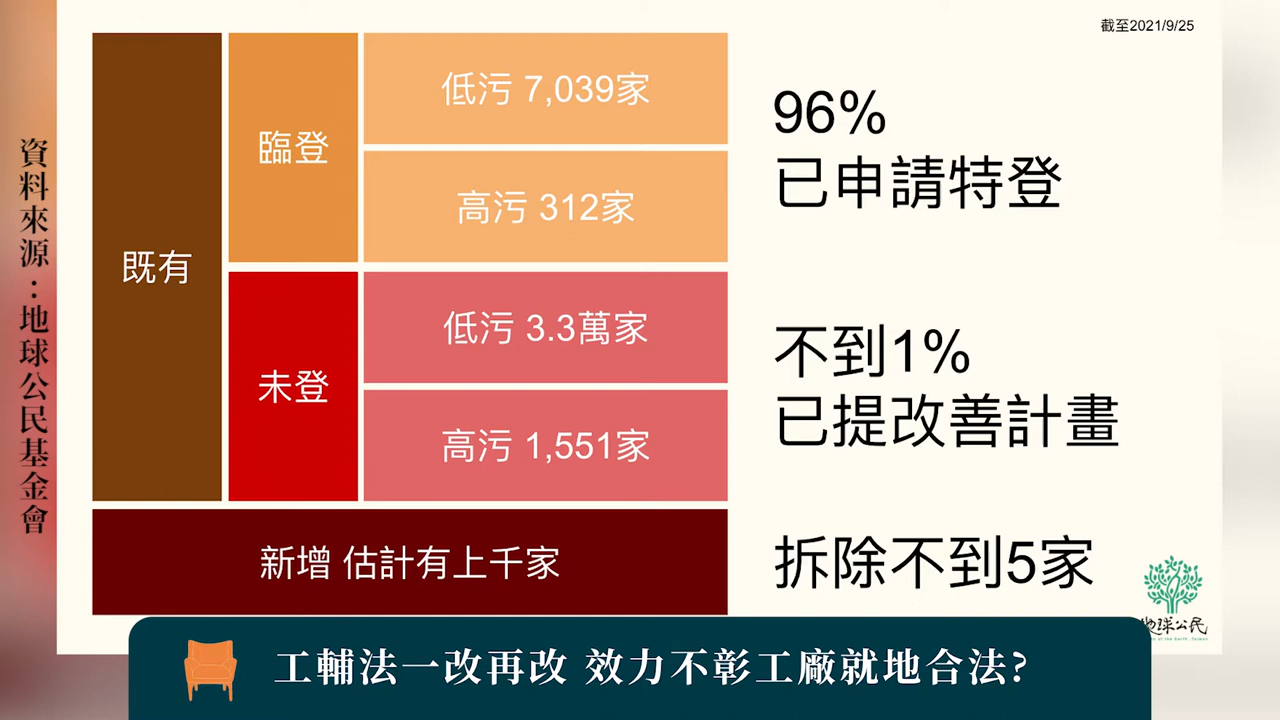 截至2021/9/25
資料來源：地球公民基金會
既有
臨登
低污 7,039家
高污 312家
96%
已申請特登
未登
低污 3.3萬家
高污 1,551家
不到1%
已提改善計畫
新增 估計有上千家
拆除不到5家
地球公民
工輔法一改再改 效力不彰工廠就地合法?